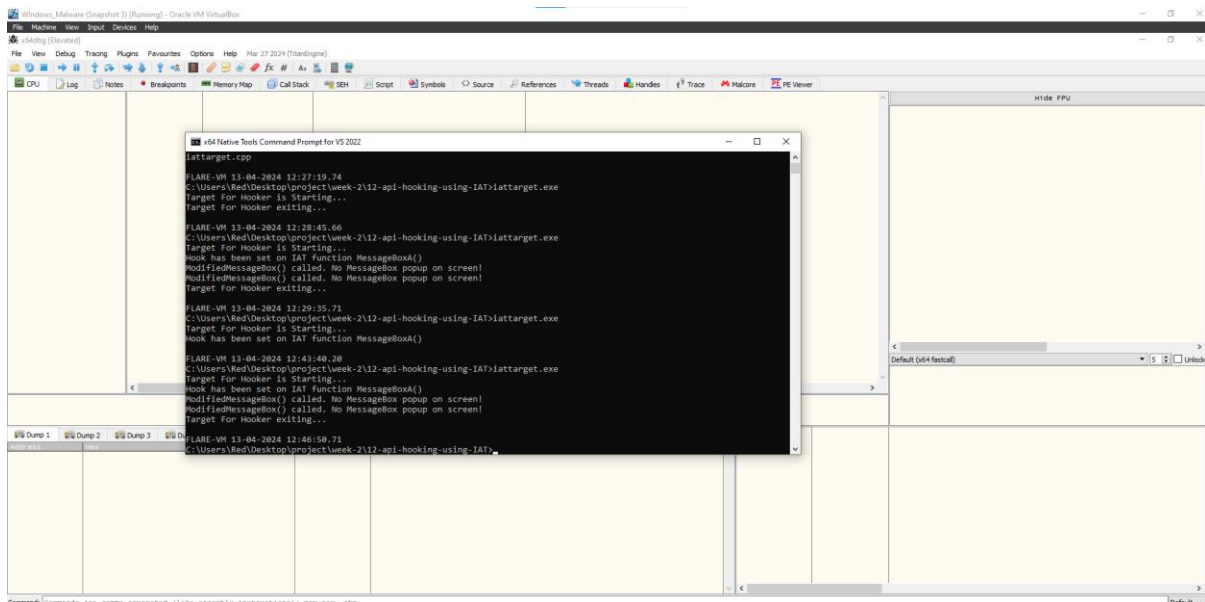 Windows_Malware (Snapshot 3) [Running] - Oracle VM VirtualBox
File Machine View Input Devices Help
x64dbg [Elevated]
File View Debug Tracing Plugins Favourites Options Help Mar 27 2024 (TitanEngine)
CPU Log Notes Breakpoints Memory Map Call Stack SEH Script Symbols Source References Threads Handles Trace Malcore PE Viewer
Hide FPU
x64 Native Tools Command Prompt for VS 2022
iattarget.cpp
FLARE-VM 13-04-2024 12:27:19.74
C:\Users\Red\Desktop\project\week-2\12-api-hooking-using-IAT>iattarget.exe
Target For Hooker is Starting...
Target For Hooker exiting...
FLARE-VM 13-04-2024 12:28:45.66
C:\Users\Red\Desktop\project\week-2\12-api-hooking-using-IAT>iattarget.exe
Target For Hooker is Starting...
Hook has been set on IAT function MessageBoxA()
ModifiedMessageBox() called. No MessageBox popup on screen!
ModifiedMessageBox() called. No MessageBox popup on screen!
Target For Hooker exiting...
FLARE-VM 13-04-2024 12:29:35.71
C:\Users\Red\Desktop\project\week-2\12-api-hooking-using-IAT>iattarget.exe
Target For Hooker is Starting...
Hook has been set on IAT function MessageBoxA()
FLARE-VM 13-04-2024 12:43:40.20
C:\Users\Red\Desktop\project\week-2\12-api-hooking-using-IAT>iattarget.exe
Target For Hooker is Starting...
Hook has been set on IAT function MessageBoxA()
ModifiedMessageBox() called. No MessageBox popup on screen!
ModifiedMessageBox() called. No MessageBox popup on screen!
Target For Hooker exiting...
FLARE-VM 13-04-2024 12:46:50.71
C:\Users\Red\Desktop\project\week-2\12-api-hooking-using-IAT>
Default (x64 fastcall) 5 Unlock
Dump 1 Dump 2 Dump 3
Address Hex